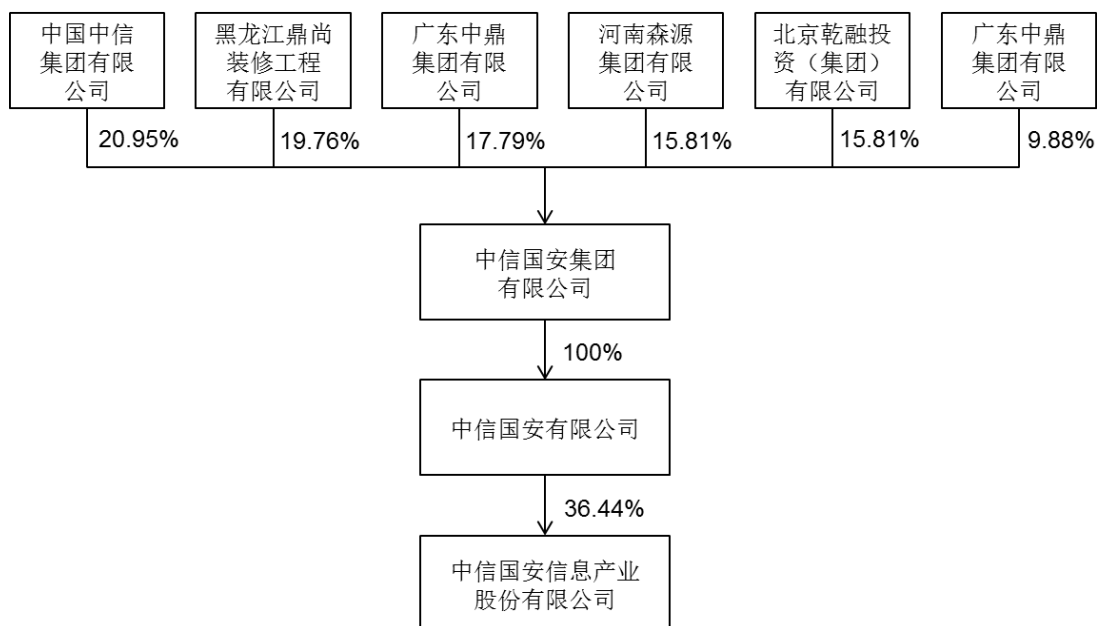 中国中信
集团有限
公司
黑龙江鼎尚
装修工程
有限公司
广东中鼎
集团有限
公司
河南森源
集团有限
公司
北京乾融投
资（集团）
有限公司
广东中鼎
集团有限
公司
20.95%
19.76%
17.79%
15.81%
15.81%
9.88%
中信国安集团
有限公司
100%
中信国安有限公司
36.44%
中信国安信息产业
股份有限公司